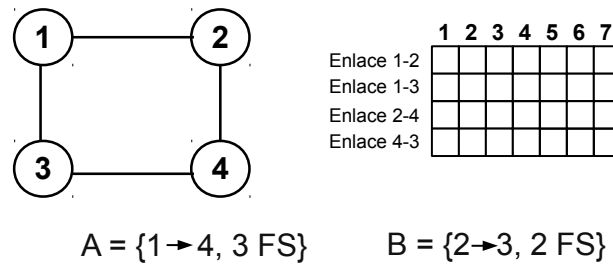 1 2
3 4
1 2 3 4 5 6 7
Enlace 1-2
Enlace 1-3
Enlace 2-4
Enlace 4-3
A = {1→4, 3 FS}
B = {2→3, 2 FS}